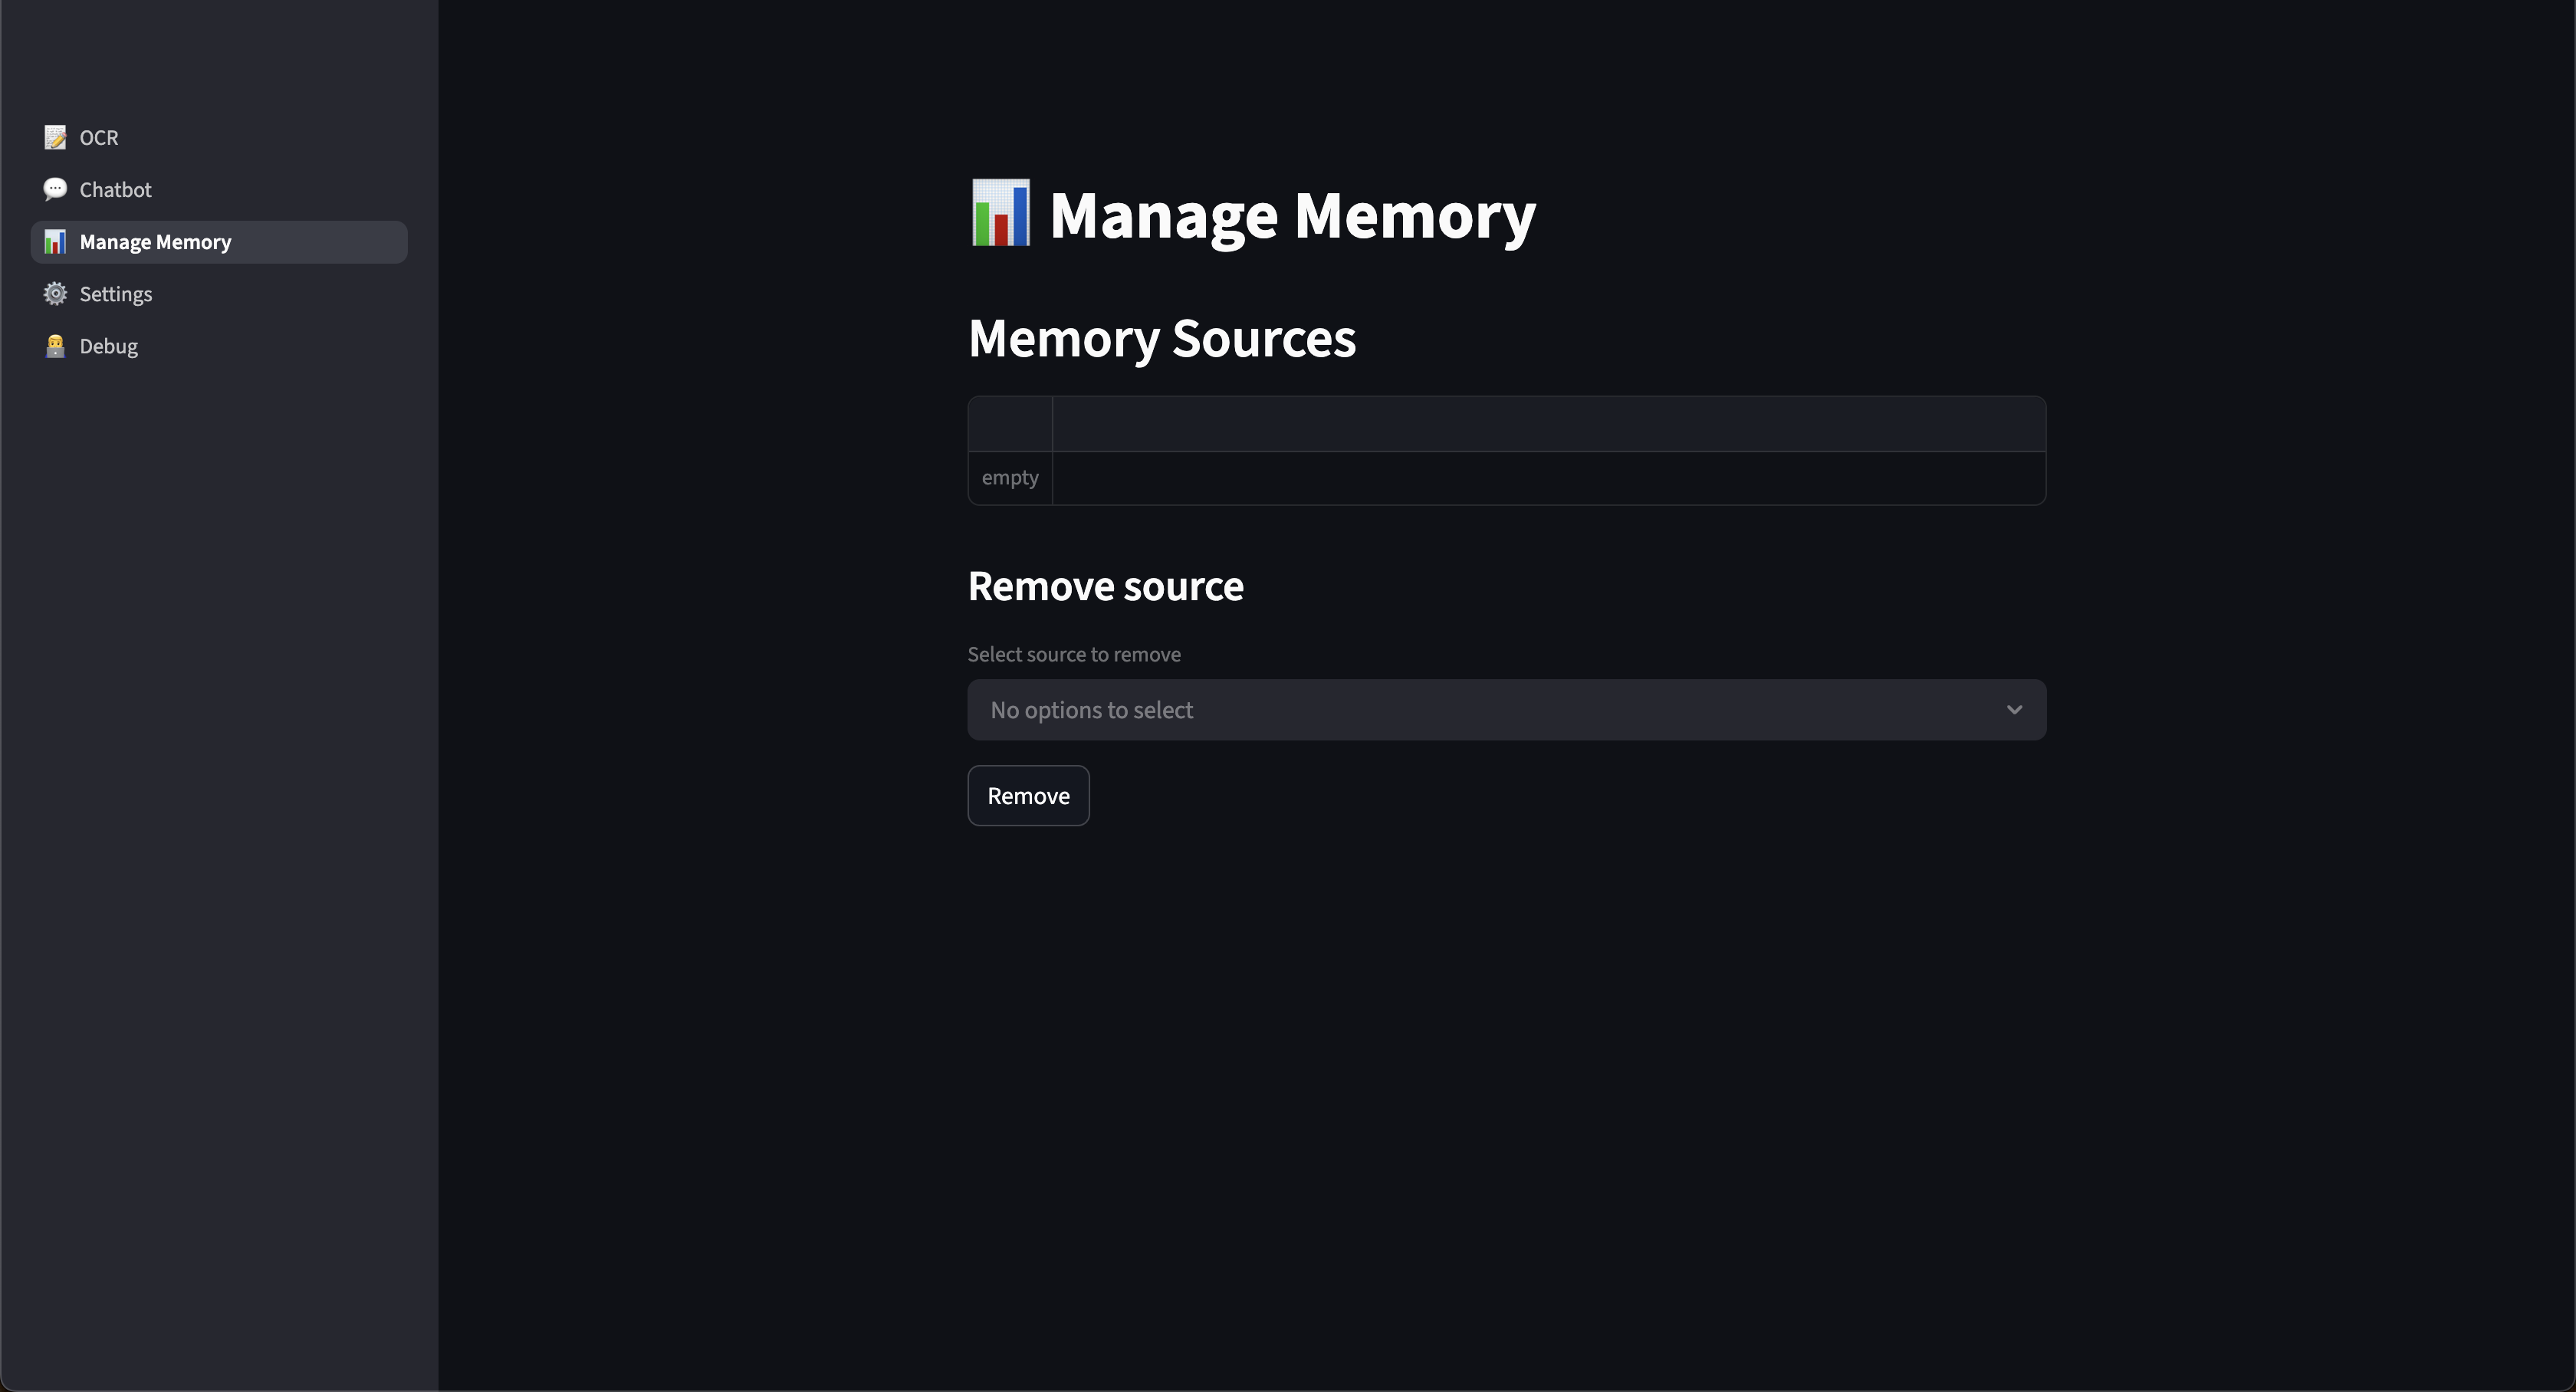 OCR
Chatbot
Manage Memory
Settings
Debug
Manage Memory
Memory Sources
empty
Remove source
Select source to remove
No options to select
Remove